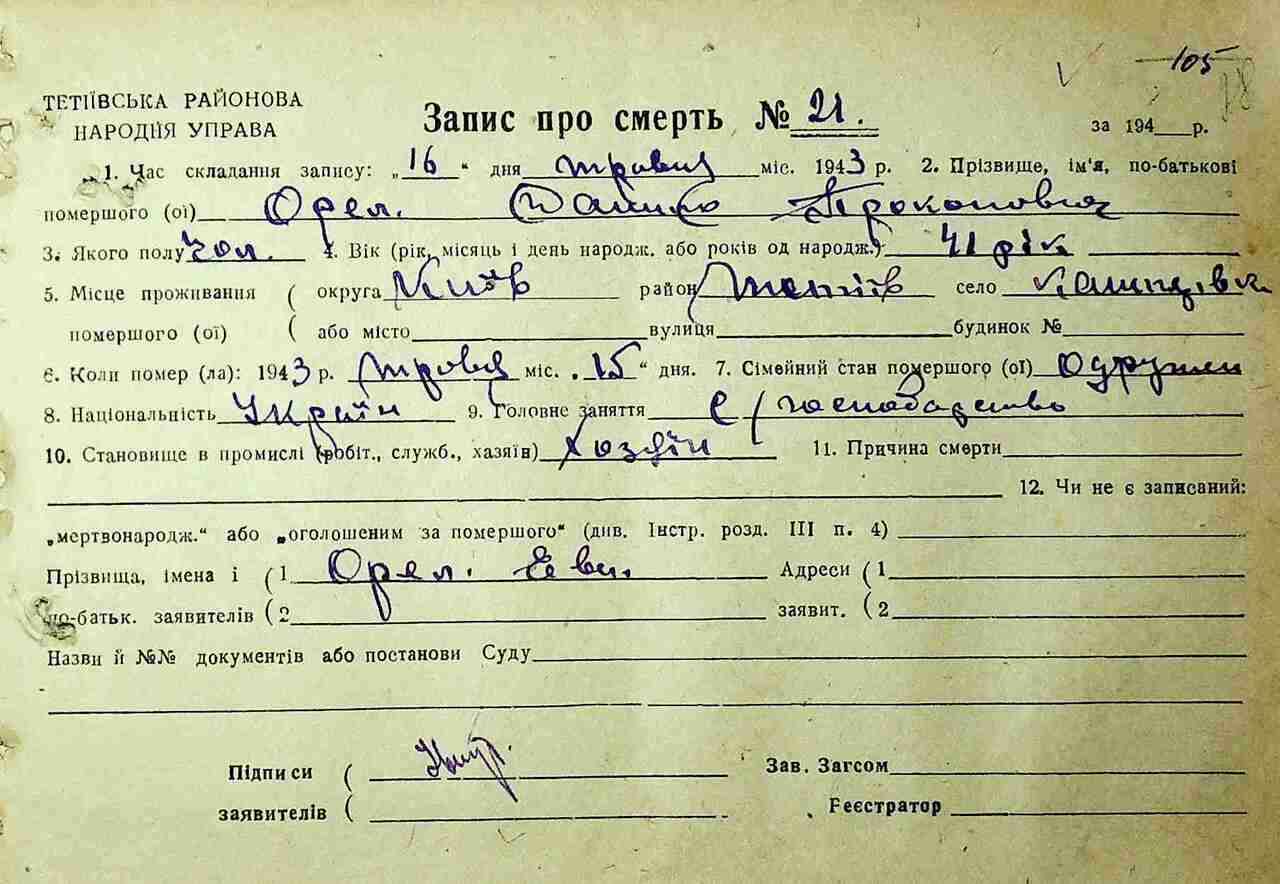 105
ТЕТІЇВСЬКА РАЙОНОВА
НАРОДНЯ УПРАВА
Запис про смерть № 21.
за 194 р.
1. Час складання запису: „16“ дня травня міс. 1943 р. 2. Прізвище, ім'я, по-батькові
помершого (ої) Орел. Данило Прокопович
3. Якого полу чол. 4. Вік (рік, місяць і день народж. або років од народж.) 41 рік
5. Місце проживання ( округа Київ район Тетіїв село Кашперівк
помершого (ої) ( або місто вулиця будинок №
6. Коли помер (ла): 1943 р. травня міс. „15“ дня. 7. Сімейний стан помершого (ої) Одружен
8. Національність Україн 9. Головне заняття с/господарство
10. Становище в промислі (робіт., служб., хазяїн) Хозяїн 11. Причина смерти
12. Чи не є записаний:
„мертвонародж.“ або „оголошеним за помершого“ (див. Інстр. розд. III п. 4)
Прізвища, імена і (1 Орел. Адреси (1
по-батьк. заявителів (2 заявит. (2
Назви й №№ документів або постанови Суду
Підписи ( Зав. Загсом
заявителів ( Реєстратор